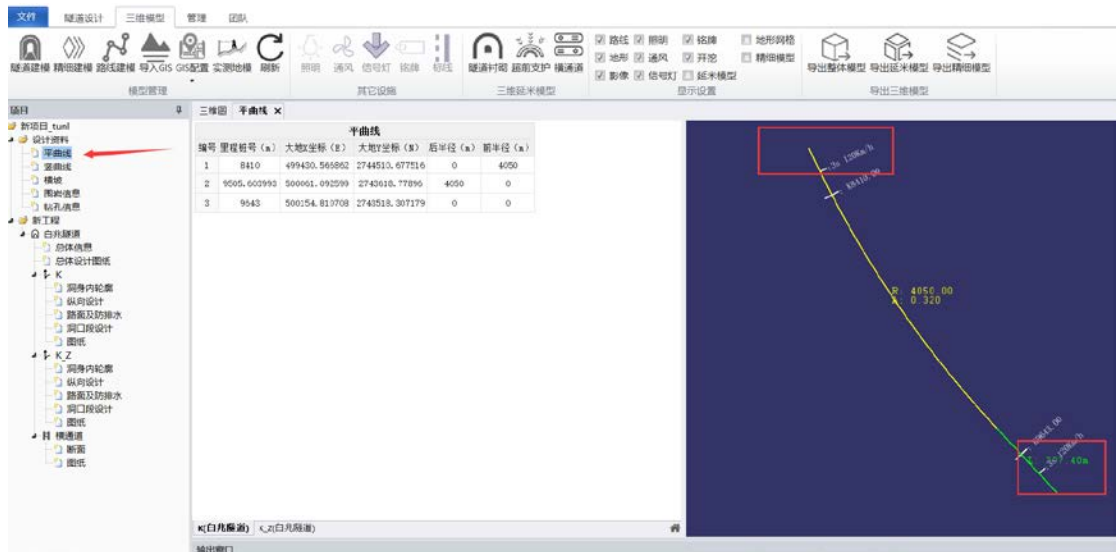 文件 隧道设计 三维模型 管理 团队
隧道建模 精细建模 路线建模 导入GIS GIS配置 实测地模 刷新 照明 通风 信号灯 铭牌 标线 隧道衬砌 超前支护 横通道
路线 照明 铭牌 地形网格
地形 通风 开挖 精细模型
影像 信号灯 延米模型
导出整体模型 导出延米模型 导出精细模型
模型管理 其它设施 三维延米模型 显示设置 导出三维模型
项目
新项目_tunl
设计资料
平曲线
竖曲线
横坡
围岩信息
钻孔信息
新工程
白兆隧道
总体信息
总体设计图纸
K
洞身内轮廓
纵向设计
路面及防排水
洞口段设计
图纸
K_Z
洞身内轮廓
纵向设计
路面及防排水
洞口段设计
图纸
横通道
断面
图纸
三维图 平曲线 ×
平曲线
编号 里程桩号(m) 大地X坐标(E) 大地Y坐标(N) 后半径(m) 前半径(m)
1 8410 499430.566862 2744510.677516 0 4050
2 9505.603993 500061.092599 2743618.77896 4050 0
3 9643 500154.810708 2743518.307179 0 0
120Km/h
K8410.00
R: 4050.00
A: 0.320
K9643.00
120Km/h
K(白兆隧道) K_Z(白兆隧道)
输出窗口